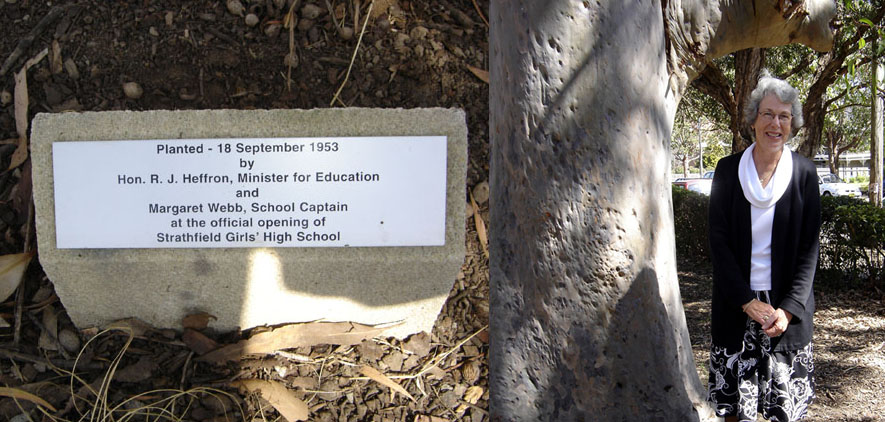 Planted - 18 September 1953
by
Hon. R. J. Heffron, Minister for Education
and
Margaret Webb, School Captain
at the official opening of
Strathfield Girls' High School